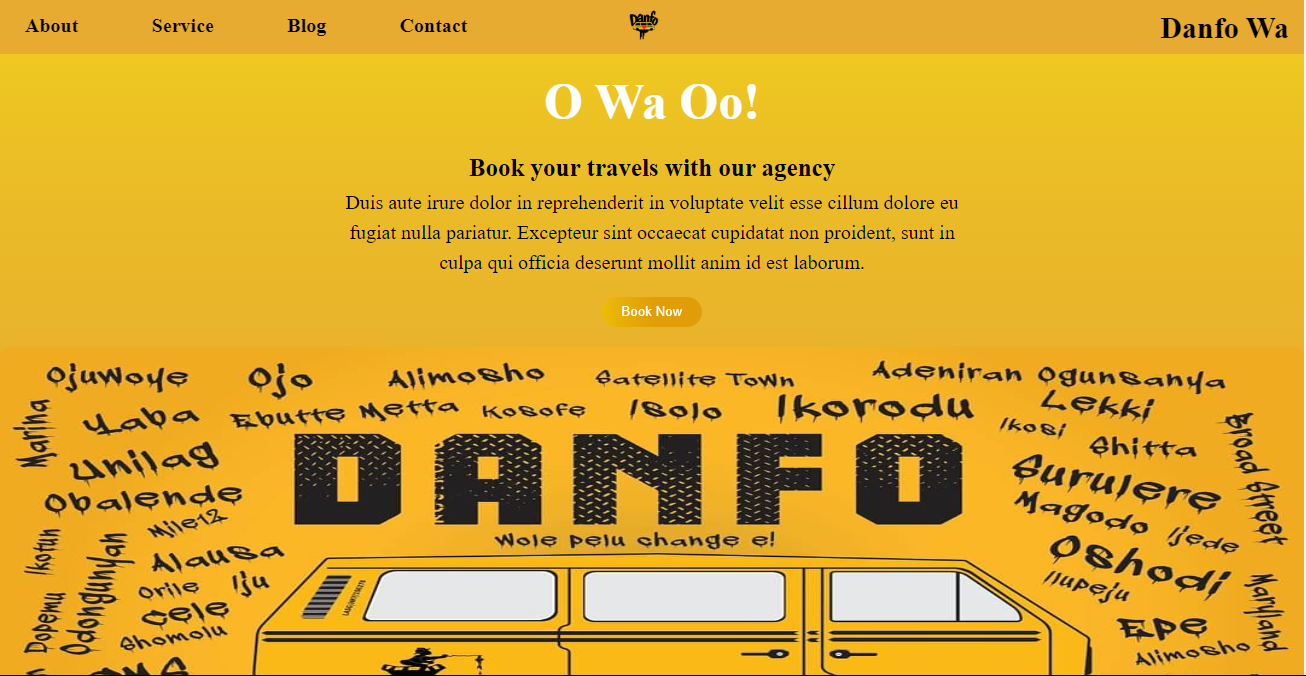 About Service Blog Contact Danfo Danfo Wa
O Wa Oo!
Book your travels with our agency
Duis aute irure dolor in reprehenderit in voluptate velit esse cillum dolore eu
fugiat nulla pariatur. Excepteur sint occaecat cupidatat non proident, sunt in
culpa qui officia deserunt mollit anim id est laborum.
Book Now
Ojuwoye Ojo Alimosho Satellite Town Adeniran Ogunsanya
Marina Yaba Ebutte Metta Kosofe Isolo Ikorodu Lekki
Ikosi Shitta Broad Street
Unilag
DANFO
Surulere
Obalende Magodo
Mile12 Ijede
Wole pelu change e!
Ikotun Odongunyan Alausa Oshodi
Orile Iju Ilupeju
Dopemu Cele Maryland
Shomolu Epe
Alimosho